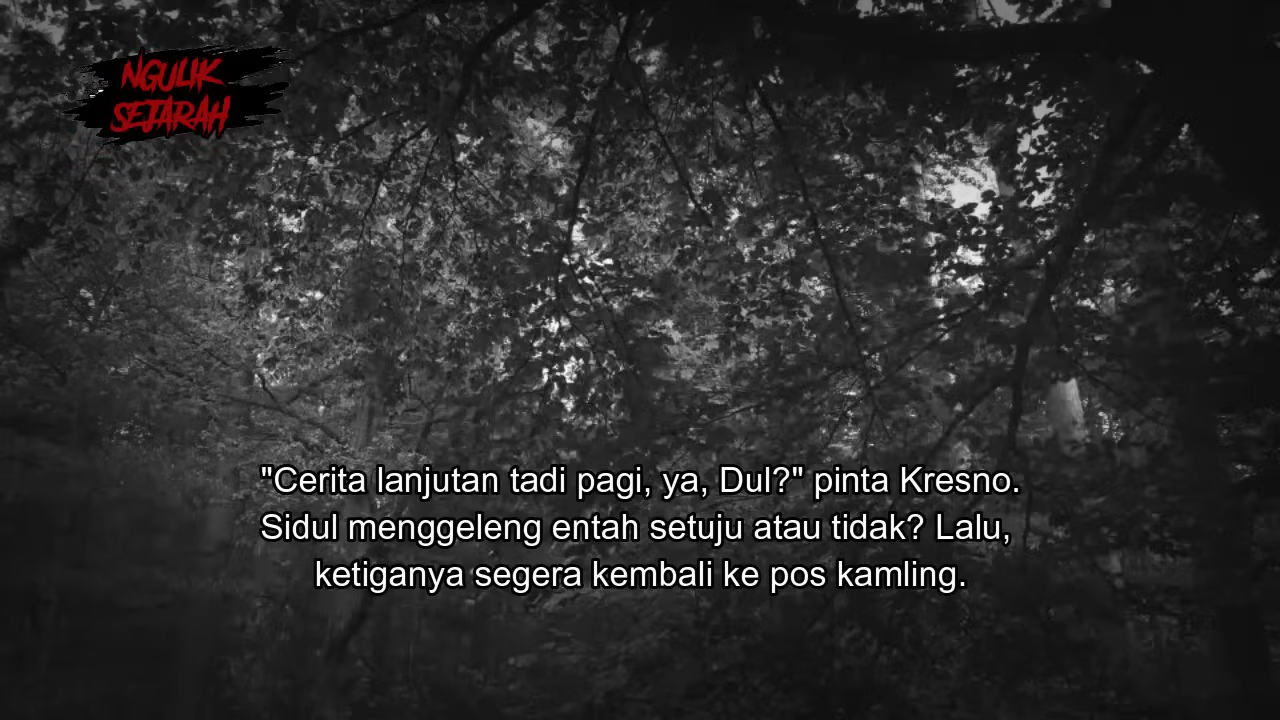 NGULIK
SEJARAH
"Cerita lanjutan tadi pagi, ya, Dul?" pinta Kresno.
Sidul menggeleng entah setuju atau tidak? Lalu,
ketiganya segera kembali ke pos kamling.